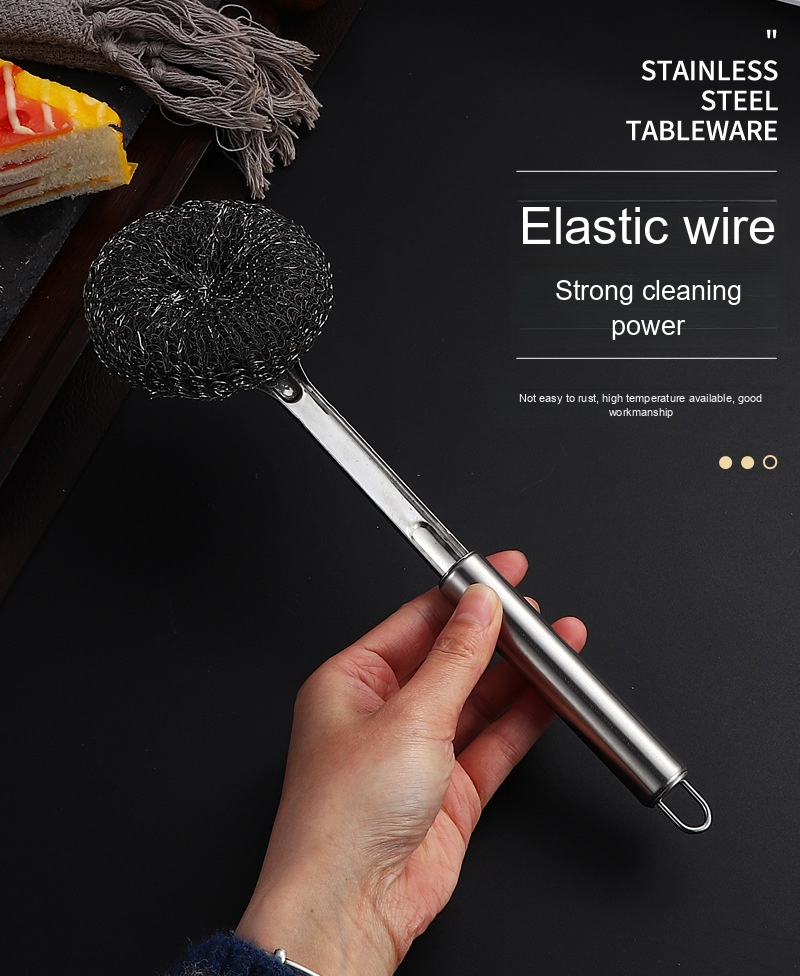 "
STAINLESS
STEEL
TABLEWARE
Elastic wire
Strong cleaning
power
Not easy to rust, high temperature available, good
workmanship